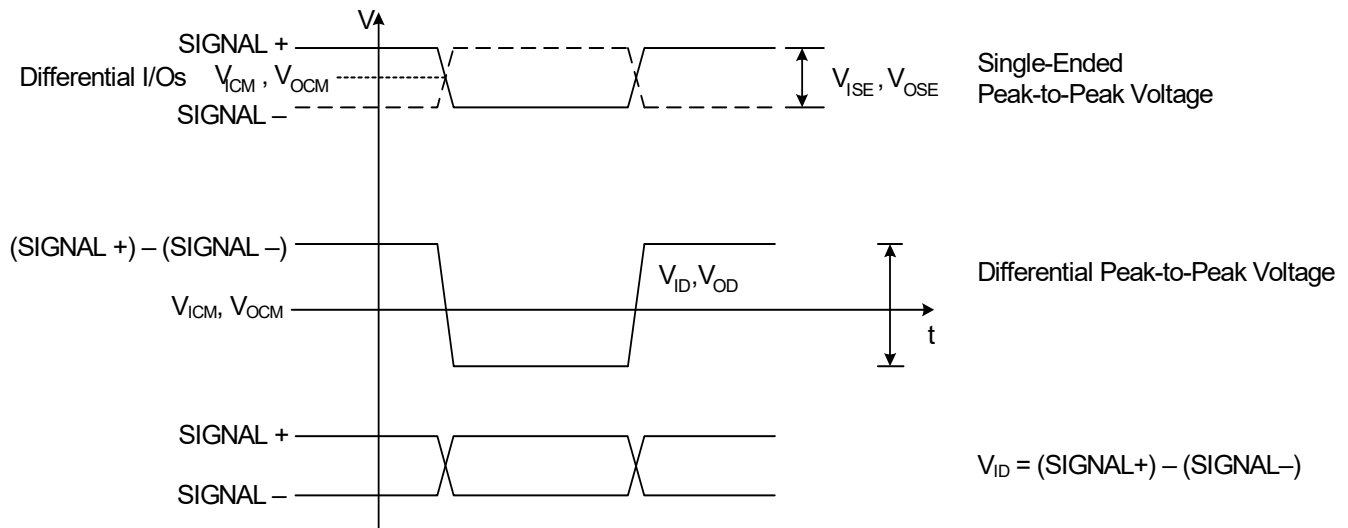 V
SIGNAL +
Differential I/Os V_ICM , V_OCM
SIGNAL –
V_ISE , V_OSE
Single-Ended
Peak-to-Peak Voltage
(SIGNAL +) – (SIGNAL –)
V_ID, V_OD
Differential Peak-to-Peak Voltage
V_ICM, V_OCM
t
SIGNAL +
SIGNAL –
V_ID = (SIGNAL+) – (SIGNAL–)